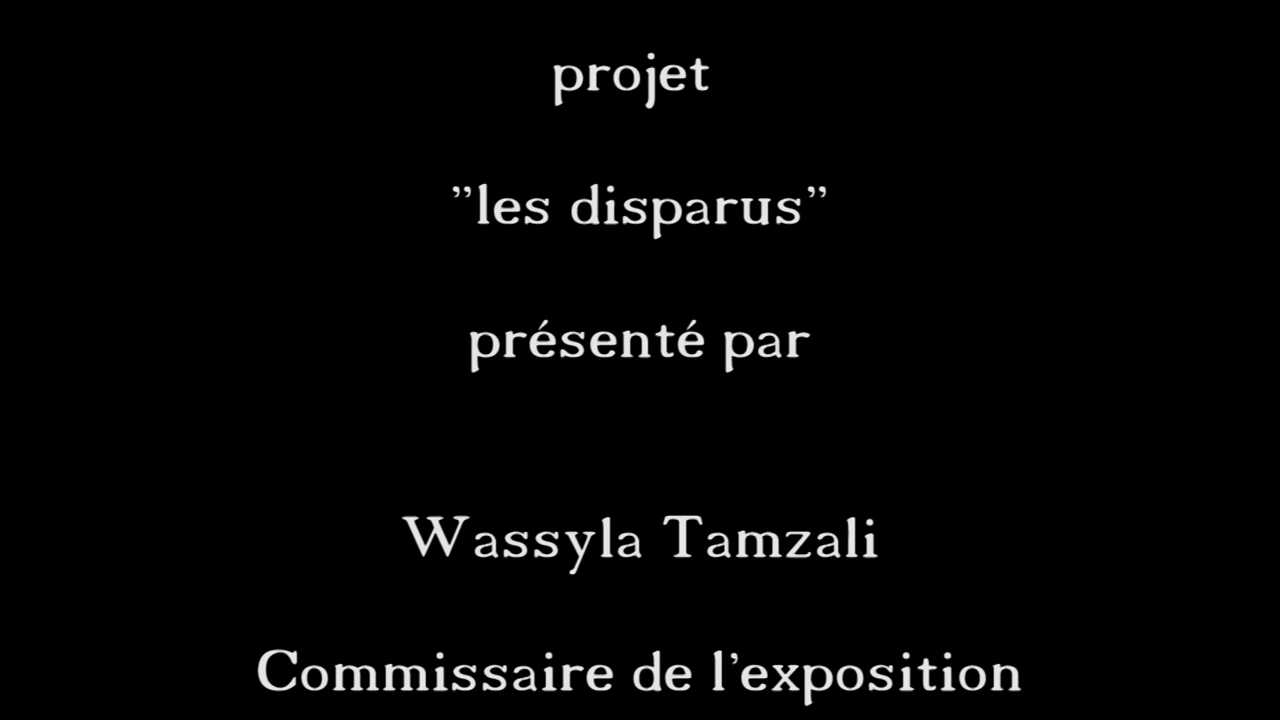 projet
”les disparus”
présenté par
Wassyla Tamzali
Commissaire de l’exposition